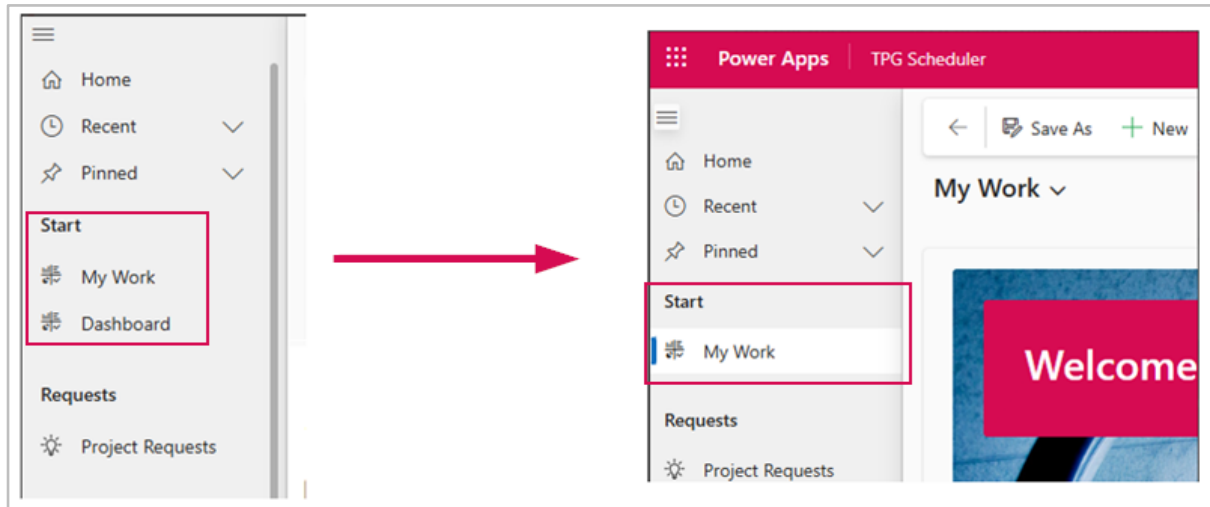 Home
Recent
Pinned
Start
My Work
Dashboard
Requests
Project Requests
Power Apps TPG Scheduler
Save As New
Home
Recent
Pinned
My Work
Start
My Work
Welcome
Requests
Project Requests